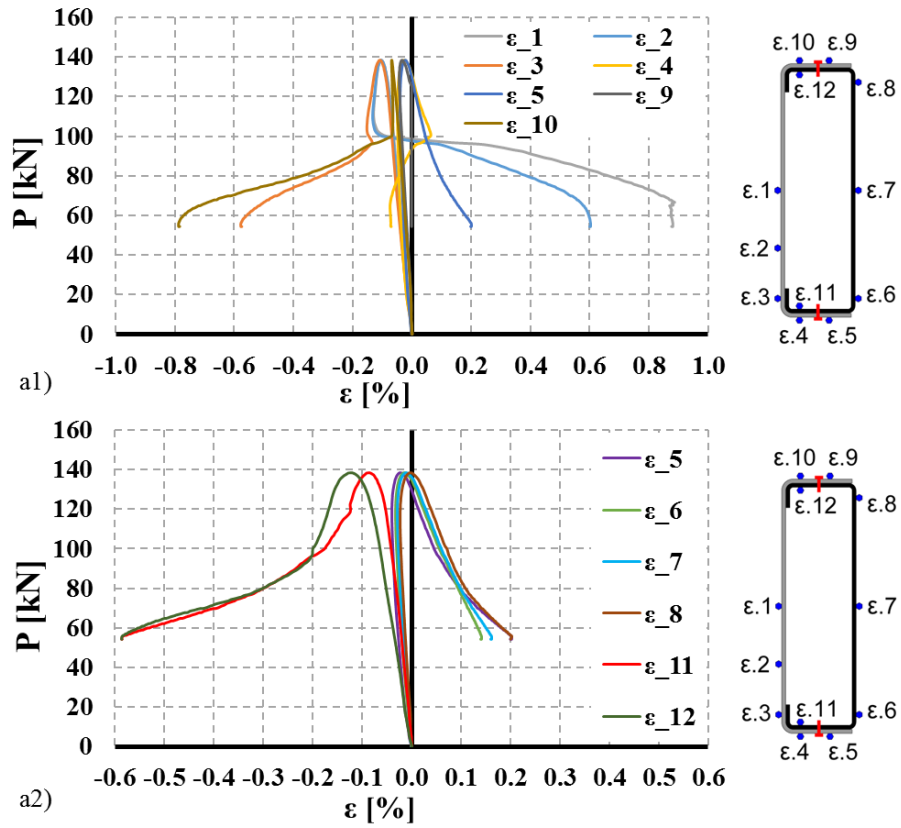 160
140
120
100
80
60
40
20
0
P [kN]
-1.0 -0.8 -0.6 -0.4 -0.2 0.0 0.2 0.4 0.6 0.8 1.0
ε [%]
a1)
ε_1 ε_2
ε_3 ε_4
ε_5 ε_9
ε_10
ε.10 ε.9
ε.12 ε.8
ε.1 ε.7
ε.2
ε.3 ε.11 ε.6
ε.4 ε.5
160
140
120
100
80
60
40
20
0
P [kN]
-0.6 -0.5 -0.4 -0.3 -0.2 -0.1 0.0 0.1 0.2 0.3 0.4 0.5 0.6
ε [%]
a2)
ε_5
ε_6
ε_7
ε_8
ε_11
ε_12
ε.10 ε.9
ε.12 ε.8
ε.1 ε.7
ε.2
ε.3 ε.11 ε.6
ε.4 ε.5